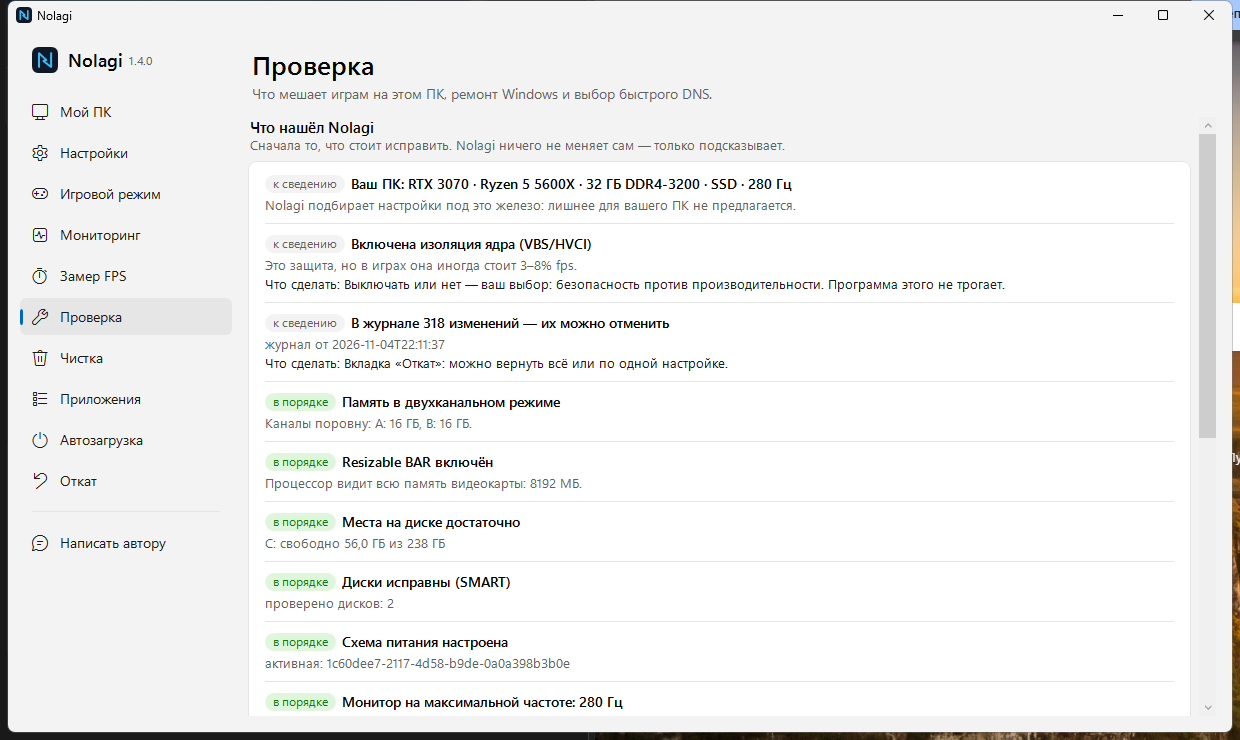 Nolagi
Nolagi 1.4.0
Мой ПК
Настройки
Игровой режим
Мониторинг
Замер FPS
Проверка
Чистка
Приложения
Автозагрузка
Откат
Написать автору
Проверка
Что мешает играм на этом ПК, ремонт Windows и выбор быстрого DNS.
Что нашёл Nolagi
Сначала то, что стоит исправить. Nolagi ничего не меняет сам — только подсказывает.
к сведению Ваш ПК: RTX 3070 · Ryzen 5 5600X · 32 ГБ DDR4-3200 · SSD · 280 Гц
Nolagi подбирает настройки под это железо: лишнее для вашего ПК не предлагается.
к сведению Включена изоляция ядра (VBS/HVCI)
Это защита, но в играх она иногда стоит 3–8% fps.
Что сделать: Выключать или нет — ваш выбор: безопасность против производительности. Программа этого не трогает.
к сведению В журнале 318 изменений — их можно отменить
журнал от 2026-11-04T22:11:37
Что сделать: Вкладка «Откат»: можно вернуть всё или по одной настройке.
в порядке Память в двухканальном режиме
Каналы поровну: A: 16 ГБ, B: 16 ГБ.
в порядке Resizable BAR включён
Процессор видит всю память видеокарты: 8192 МБ.
в порядке Места на диске достаточно
C: свободно 56,0 ГБ из 238 ГБ
в порядке Диски исправны (SMART)
проверено дисков: 2
в порядке Схема питания настроена
активная: 1c60dee7-2117-4d58-b9de-0a0a398b3b0e
в порядке Монитор на максимальной частоте: 280 Гц